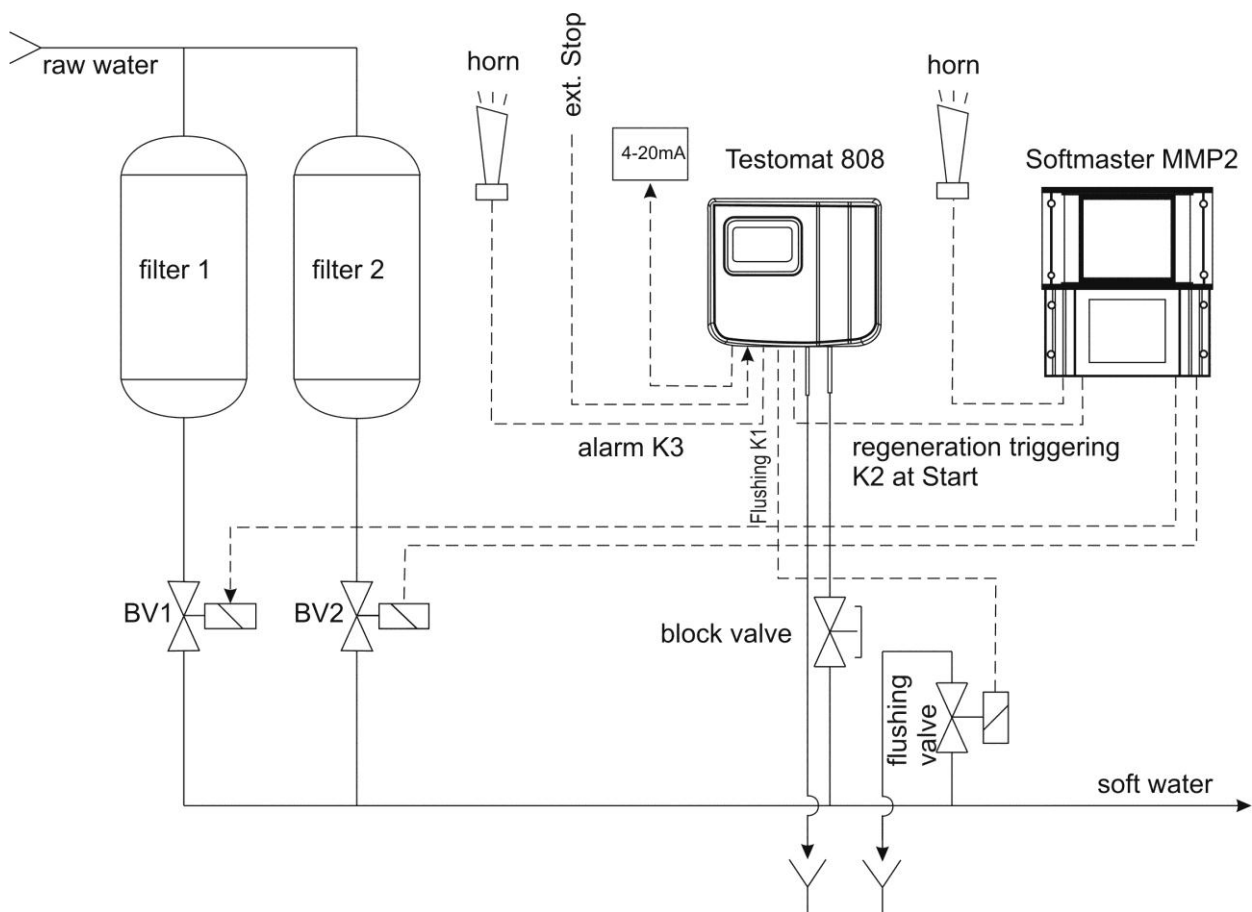 raw water
horn
ext. Stop
4-20mA
Testomat 808
horn
Softmaster MMP2
filter 1
filter 2
alarm K3
Flushing K1
regeneration triggering
K2 at Start
BV1
BV2
block valve
flushing
valve
soft water